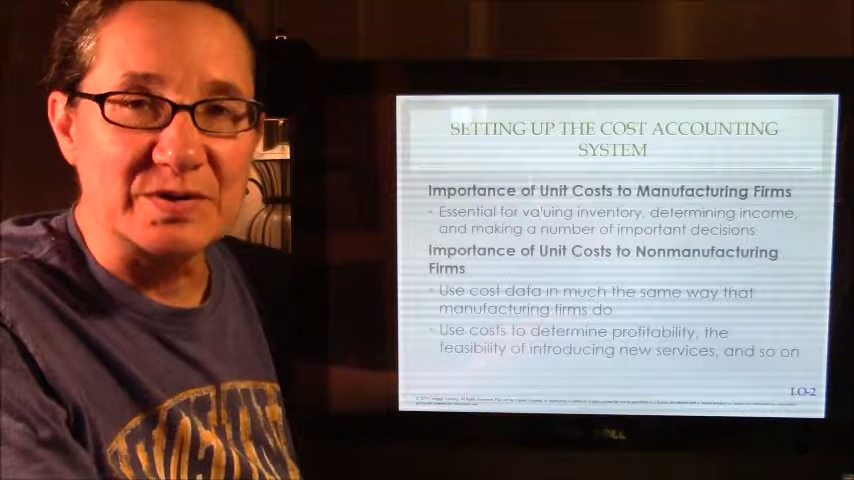 SETTING UP THE COST ACCOUNTING
SYSTEM
Importance of Unit Costs to Manufacturing Firms
Essential for valuing inventory, determining income,
and making a number of important decisions
Importance of Unit Costs to Nonmanufacturing
Firms
Use cost data in much the same way that
manufacturing firms do
Use costs to determine profitability, the
feasibility of introducing new services, and so on
LO-2
DELL